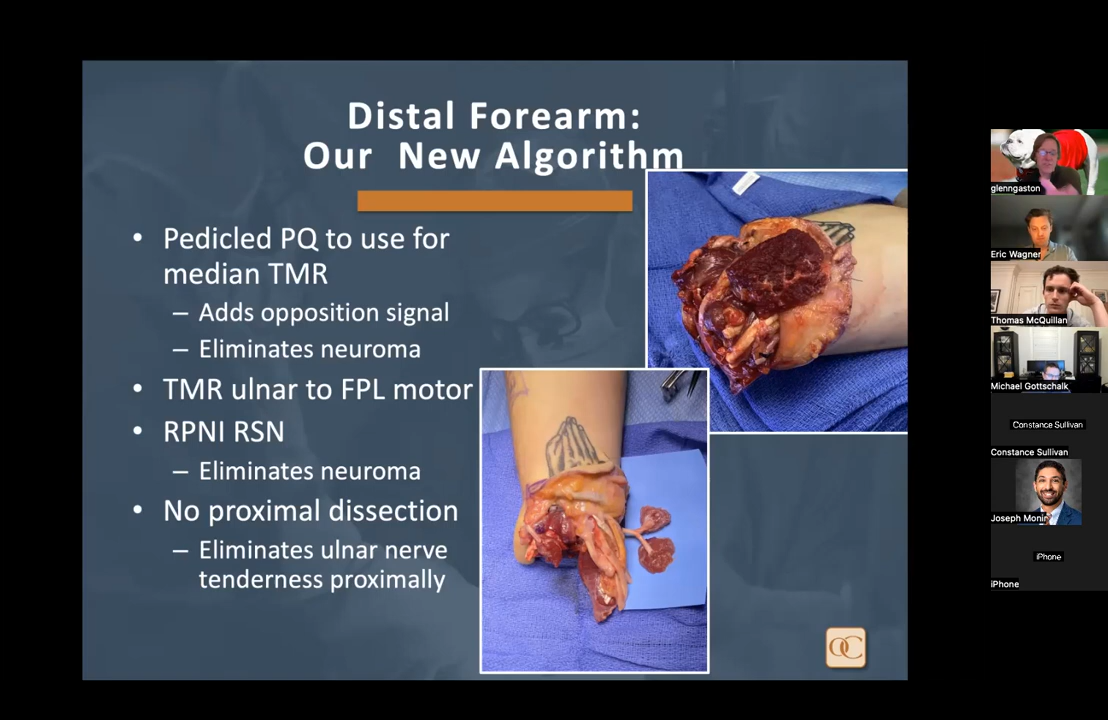 Distal Forearm:
Our New Algorithm
• Pedicled PQ to use for
median TMR
– Adds opposition signal
– Eliminates neuroma
• TMR ulnar to FPL motor
• RPNI RSN
– Eliminates neuroma
• No proximal dissection
– Eliminates ulnar nerve
tenderness proximally
OC
glenngaston
Eric Wagner
Thomas McQuillan
Michael Gottschalk
Constance Sullivan
Constance Sullivan
Joseph Monir
iPhone
iPhone